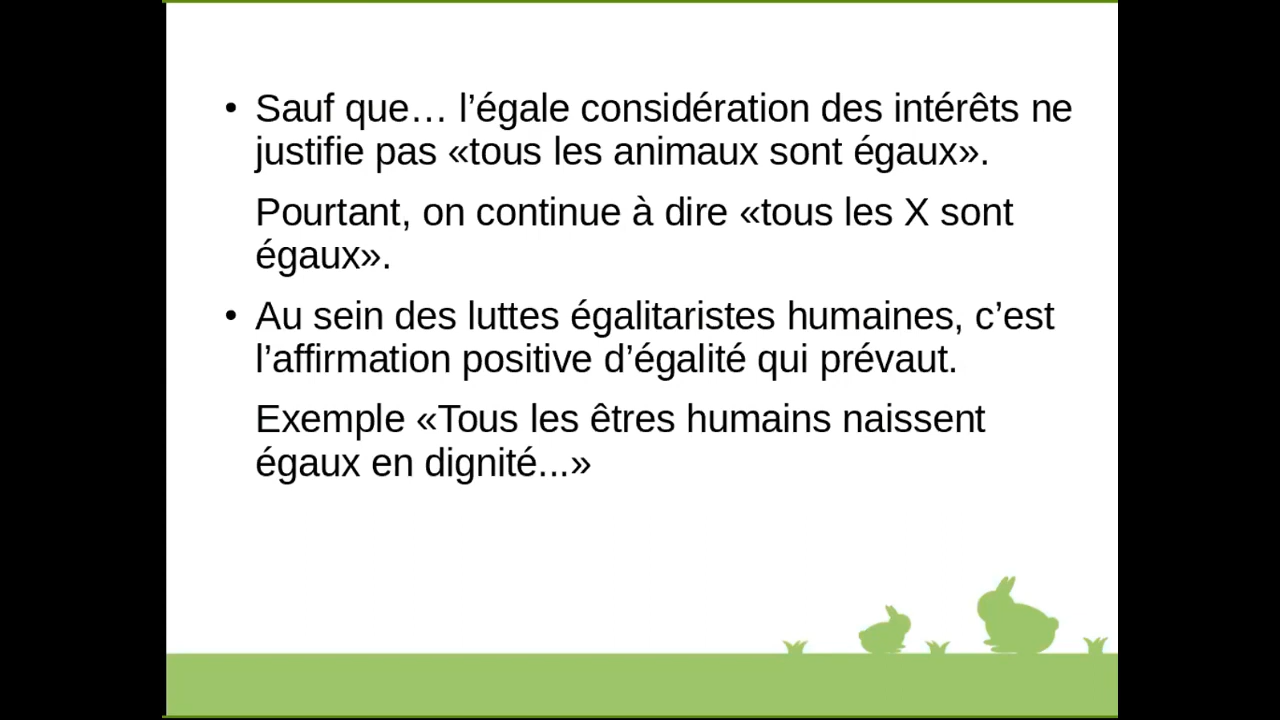 • Sauf que… l’égale considération des intérêts ne
justifie pas «tous les animaux sont égaux».
Pourtant, on continue à dire «tous les X sont
égaux».
• Au sein des luttes égalitaristes humaines, c’est
l’affirmation positive d’égalité qui prévaut.
Exemple «Tous les êtres humains naissent
égaux en dignité...»